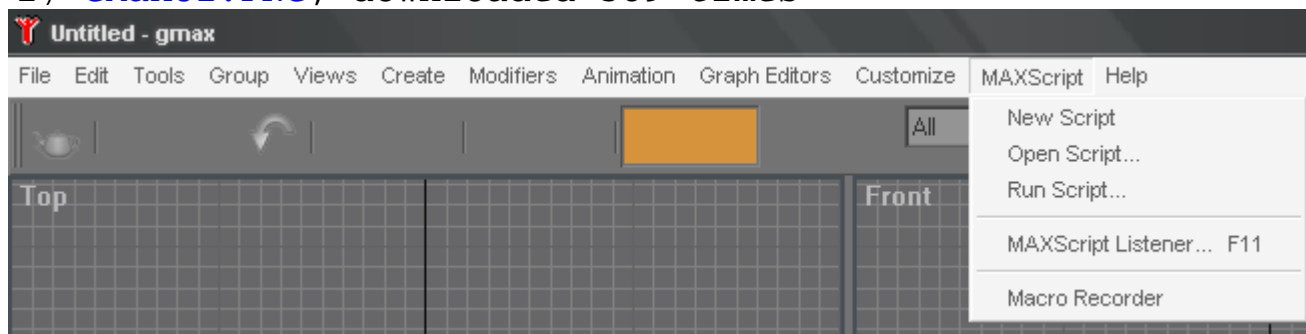 Untitled - gmax
File Edit Tools Group Views Create Modifiers Animation Graph Editors Customize MAXScript Help
New Script
All
Open Script...
Top
Front
Run Script...
MAXScript Listener... F11
Macro Recorder